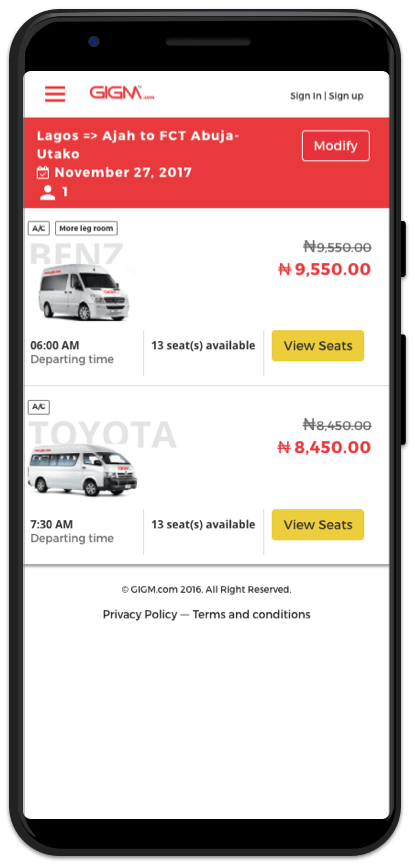 GIGM.com
Sign In | Sign up
Lagos => Ajah to FCT Abuja-
Utako
Modify
November 27, 2017
1
A/C
More leg room
BENZ
₦9,550.00
₦ 9,550.00
06:00 AM
Departing time
13 seat(s) available
View Seats
A/C
TOYOTA
₦8,450.00
₦ 8,450.00
7:30 AM
Departing time
13 seat(s) available
View Seats
© GIGM.com 2016. All Right Reserved.
Privacy Policy — Terms and conditions